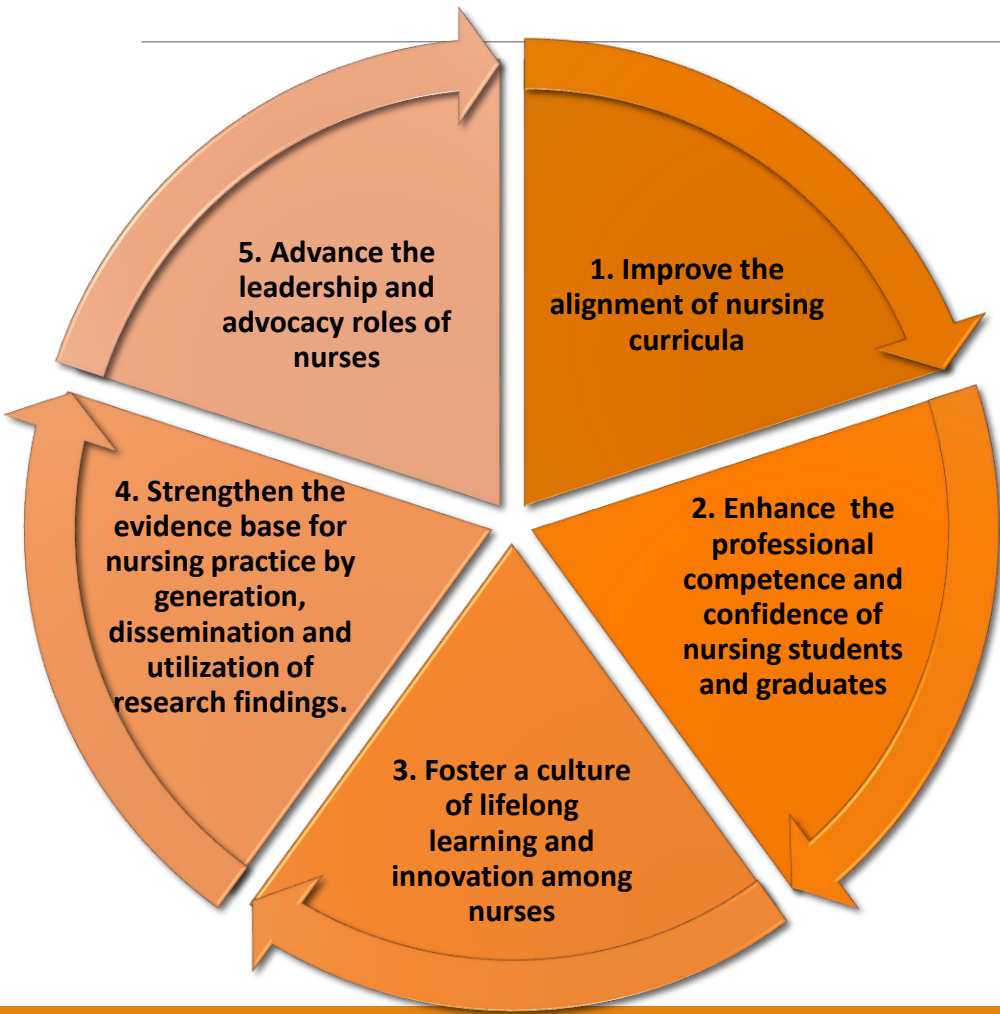 1. Improve the
alignment of nursing
curricula
2. Enhance  the
professional
competence and
confidence of
nursing students
and graduates
3. Foster a culture
of lifelong
learning and
innovation among
nurses
4. Strengthen the
evidence base for
nursing practice by
generation,
dissemination and
utilization of
research findings.
5. Advance the
leadership and
advocacy roles of
nurses